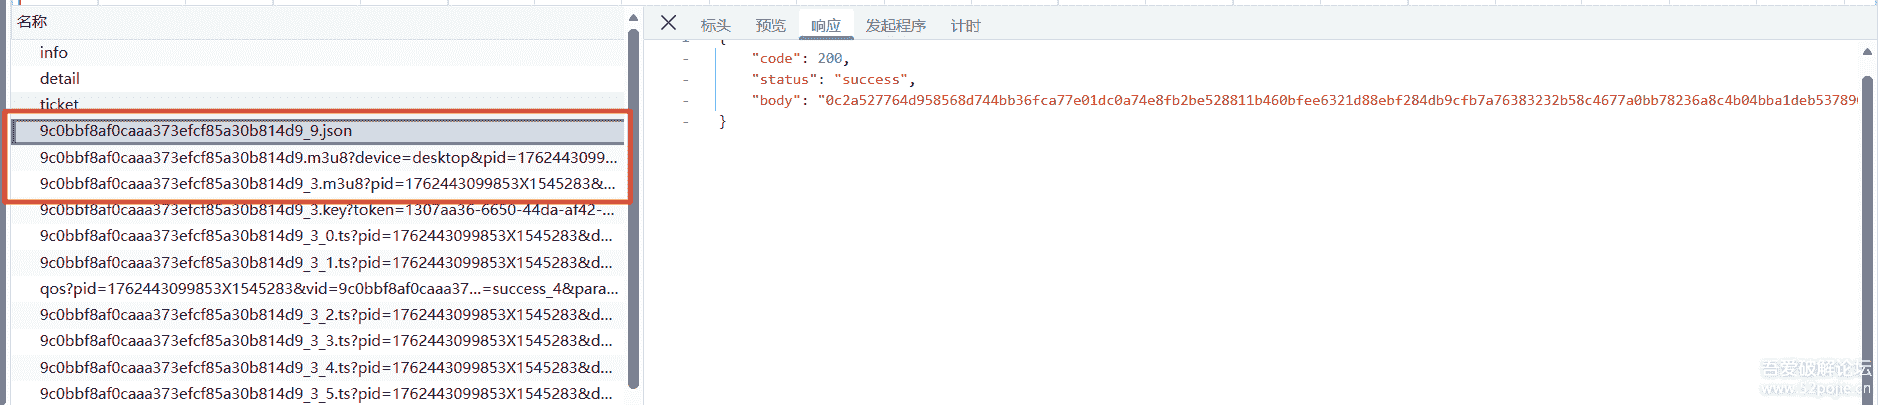 名称
info
detail
ticket
9c0bbf8af0caaa373efcf85a30b814d9_9.json
9c0bbf8af0caaa373efcf85a30b814d9.m3u8?device=desktop&pid=1762443099...
9c0bbf8af0caaa373efcf85a30b814d9_3.m3u8?pid=1762443099853X1545283&...
9c0bbf8af0caaa373efcf85a30b814d9_3.key?token=1307aa36-6650-44da-af42-...
9c0bbf8af0caaa373efcf85a30b814d9_3_0.ts?pid=1762443099853X1545283&d...
9c0bbf8af0caaa373efcf85a30b814d9_3_1.ts?pid=1762443099853X1545283&d...
qos?pid=1762443099853X1545283&vid=9c0bbf8af0caaa37...=success_4&para...
9c0bbf8af0caaa373efcf85a30b814d9_3_2.ts?pid=1762443099853X1545283&d...
9c0bbf8af0caaa373efcf85a30b814d9_3_3.ts?pid=1762443099853X1545283&d...
9c0bbf8af0caaa373efcf85a30b814d9_3_4.ts?pid=1762443099853X1545283&d...
9c0bbf8af0caaa373efcf85a30b814d9_3_5.ts?pid=1762443099853X1545283&d...
标头 预览 响应 发起程序 计时
1 {
- "code": 200,
- "status": "success",
- "body": "0c2a527764d958568d744bb36fca77e01dc0a74e8fb2be528811b460bfee6321d88ebf284db9cfb7a76383232b58c4677a0bb78236a8c4b04bba1deb537896
- }
吾爱破解论坛
www.52pojie.cn